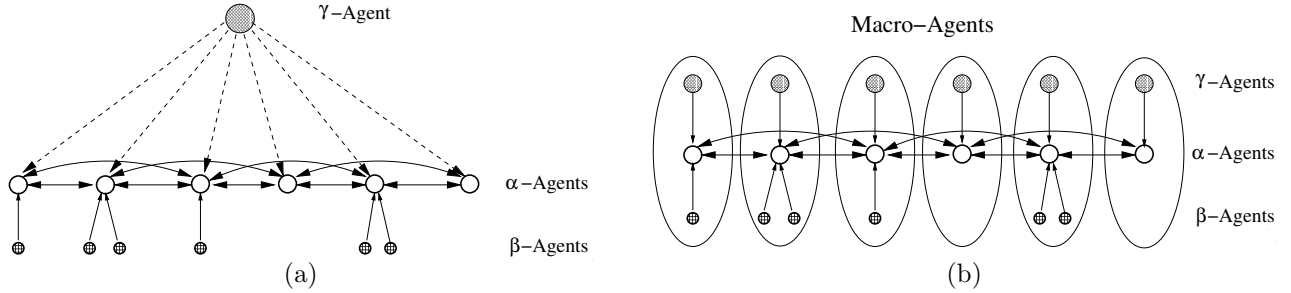 γ−Agent
α−Agents
β−Agents
(a)
Macro−Agents
γ−Agents
α−Agents
β−Agents
(b)